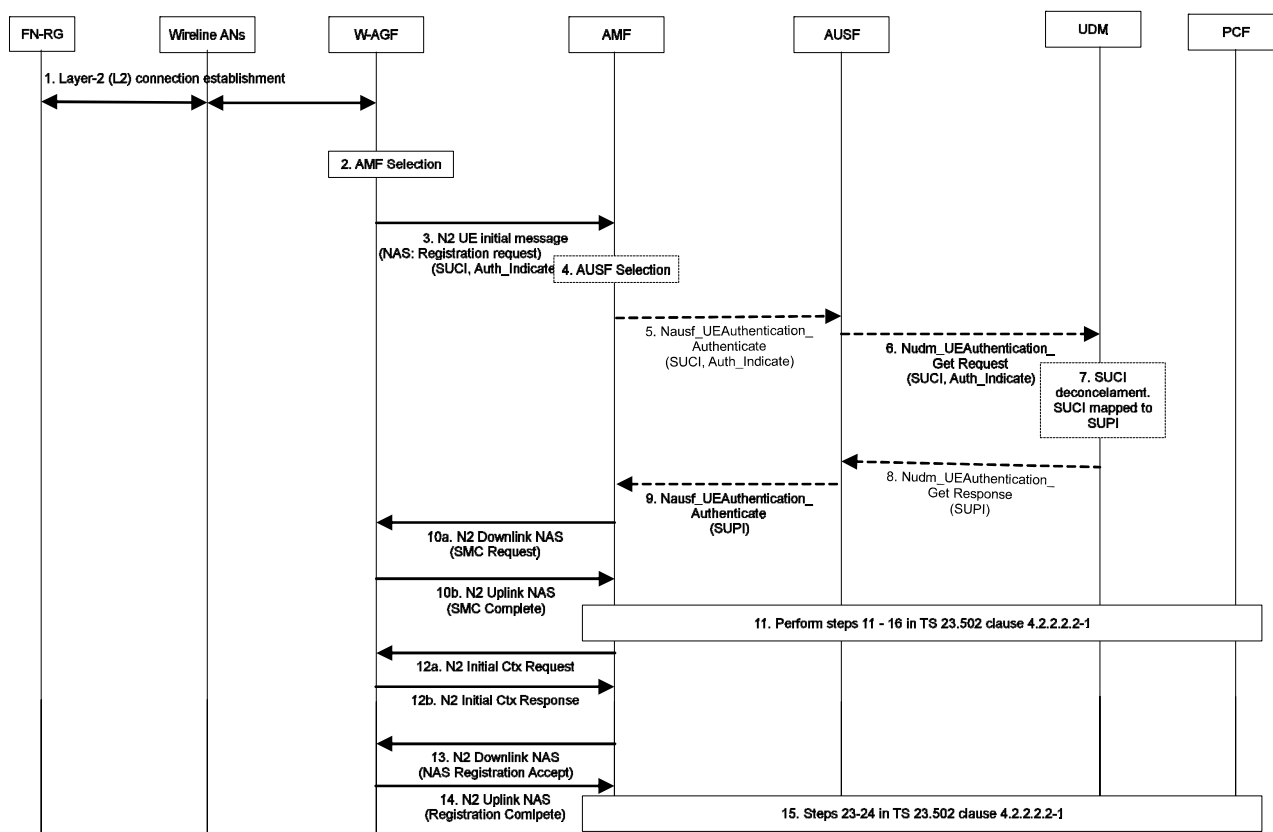 FN-RG
Wireline ANs
W-AGF
AMF
AUSF
UDM
PCF
1. Layer-2 (L2) connection establishment
2. AMF Selection
3. N2 UE initial message
(NAS: Registration request)
(SUCI, Auth_Indicate
4. AUSF Selection
5. Nausf_UEAuthentication_
Authenticate
(SUCI, Auth_Indicate)
6. Nudm_UEAuthentication_
Get Request
(SUCI, Auth_Indicate)
7. SUCI
deconcelament.
SUCI mapped to
SUPI
8. Nudm_UEAuthentication_
Get Response
(SUPI)
9. Nausf_UEAuthentication_
Authenticate
(SUPI)
10a. N2 Downlink NAS
(SMC Request)
10b. N2 Uplink NAS
(SMC Complete)
11. Perform steps 11 - 16 in TS 23.502 clause 4.2.2.2.2-1
12a. N2 Initial Ctx Request
12b. N2 Initial Ctx Response
13. N2 Downlink NAS
(NAS Registration Accept)
14. N2 Uplink NAS
(Registration Comlpete)
15. Steps 23-24 in TS 23.502 clause 4.2.2.2.2-1